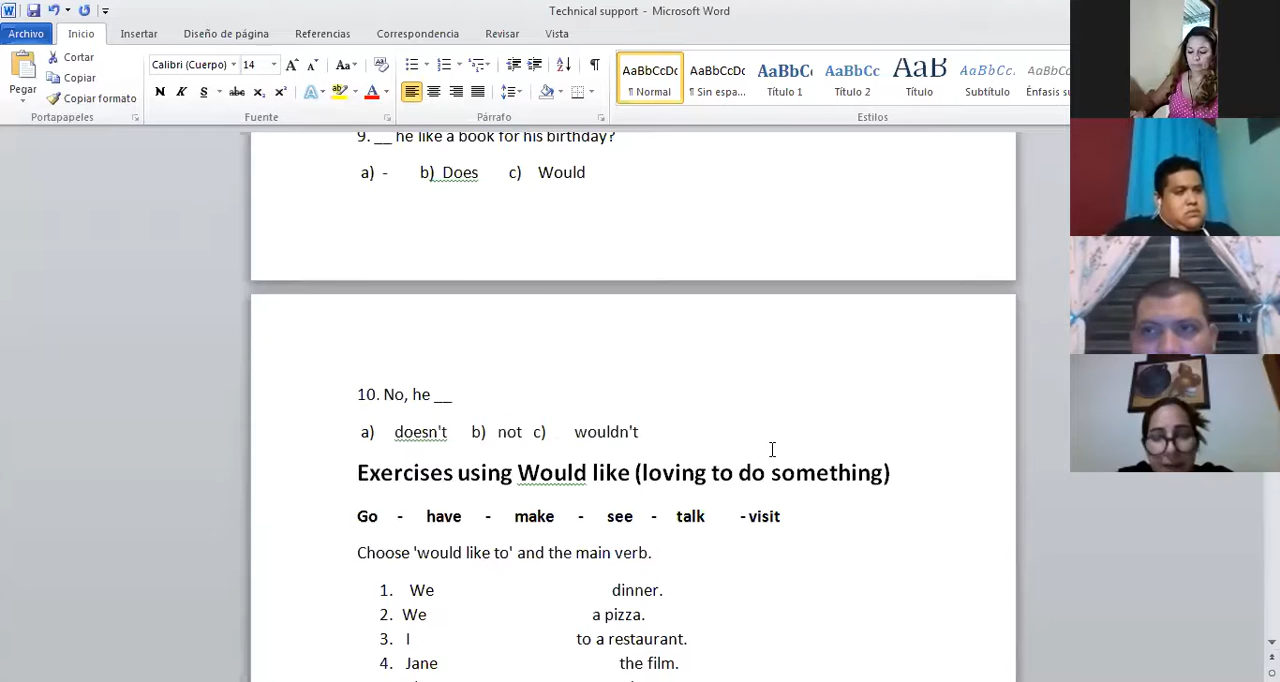 Technical support - Microsoft Word
Archivo Inicio Insertar Diseño de página Referencias Correspondencia Revisar Vista
Pegar
Cortar
Copiar
Copiar formato
Portapapeles
Calibri (Cuerpo) 14
N K S abc x₂ x²
Fuente
Párrafo
AaBbCcDc AaBbCcDc AaBbC AaBbCc AaB AaBbCc. AaBbCc
¶ Normal ¶ Sin espa... Título 1 Título 2 Título Subtítulo Énfasis su
Estilos
9. __ he like a book for his birthday?
a) - b) Does c) Would
10. No, he __
a) doesn't b) not c) wouldn't
Exercises using Would like (loving to do something)
Go - have - make - see - talk - visit
Choose 'would like to' and the main verb.
1. We dinner.
2. We a pizza.
3. I to a restaurant.
4. Jane the film.